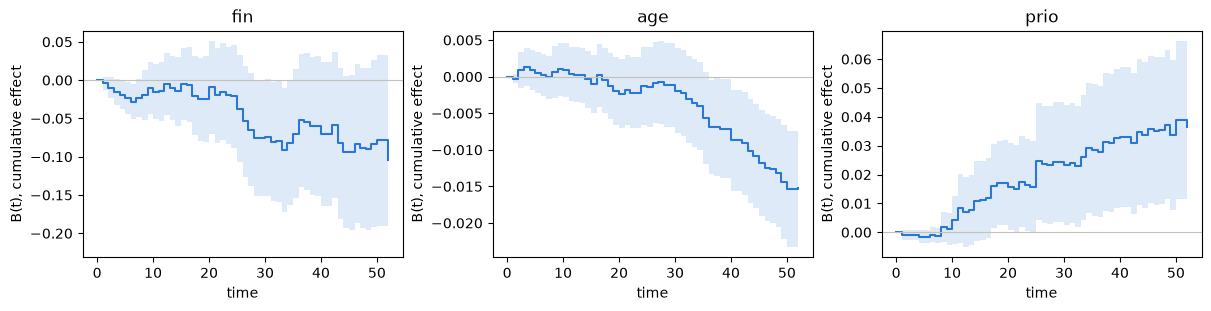 fin
B(t), cumulative effect
0.05
0.00
−0.05
−0.10
−0.15
−0.20
0 10 20 30 40 50
time
age
B(t), cumulative effect
0.005
0.000
−0.005
−0.010
−0.015
−0.020
0 10 20 30 40 50
time
prio
B(t), cumulative effect
0.06
0.05
0.04
0.03
0.02
0.01
0.00
0 10 20 30 40 50
time